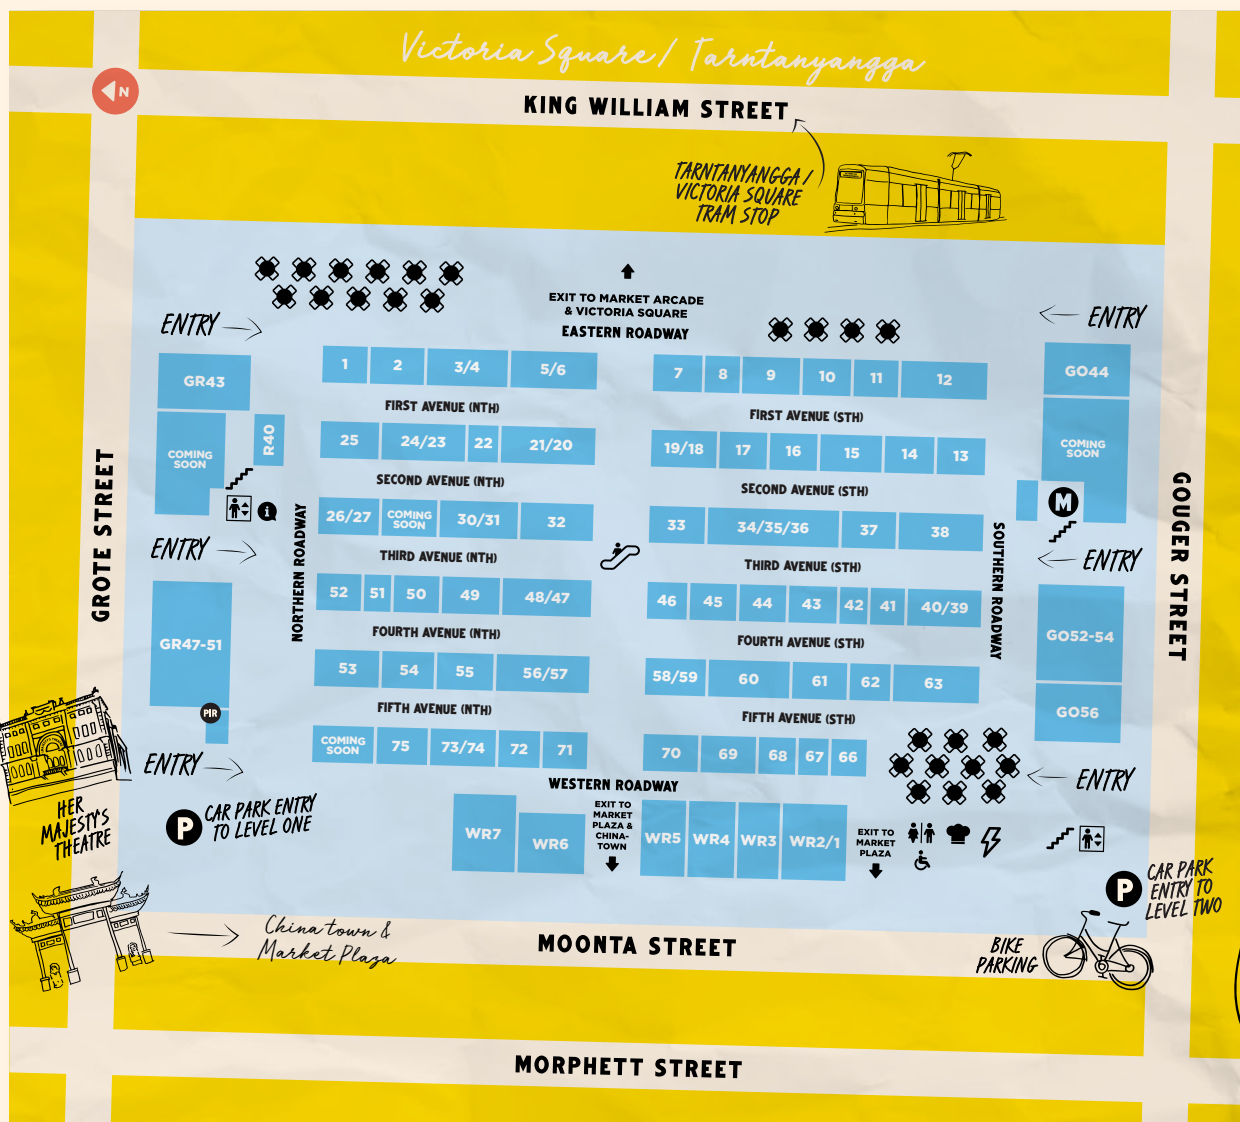 Victoria Square / Tarntanyangga
N
KING WILLIAM STREET
TARNTANYANGGA /
VICTORIA SQUARE
TRAM STOP
EXIT TO MARKET ARCADE
& VICTORIA SQUARE
EASTERN ROADWAY
ENTRY
ENTRY
GR43
1 2 3/4 5/6
7 8 9 10 11 12
GO44
FIRST AVENUE (NTH)
FIRST AVENUE (STH)
COMING
SOON
R40
25 24/23 22 21/20
19/18 17 16 15 14 13
COMING
SOON
SECOND AVENUE (NTH)
SECOND AVENUE (STH)
i
M
26/27 COMING
SOON 30/31 32
33 34/35/36 37 38
GROTE STREET
NORTHERN ROADWAY
SOUTHERN ROADWAY
GOUGER STREET
ENTRY
THIRD AVENUE (NTH)
THIRD AVENUE (STH)
ENTRY
52 51 50 49 48/47
46 45 44 43 42 41 40/39
GR47-51
FOURTH AVENUE (NTH)
FOURTH AVENUE (STH)
GO52-54
53 54 55 56/57
58/59 60 61 62 63
PIR
FIFTH AVENUE (NTH)
FIFTH AVENUE (STH)
GO56
COMING
SOON 75 73/74 72 71
70 69 68 67 66
ENTRY
WESTERN ROADWAY
ENTRY
HER
MAJESTY'S
THEATRE
P
CAR PARK ENTRY
TO LEVEL ONE
WR7 WR6
EXIT TO
MARKET
PLAZA &
CHINA-
TOWN
WR5 WR4 WR3 WR2/1
EXIT TO
MARKET
PLAZA
P
CAR PARK
ENTRY TO
LEVEL TWO
China town &
Market Plaza
MOONTA STREET
BIKE
PARKING
MORPHETT STREET